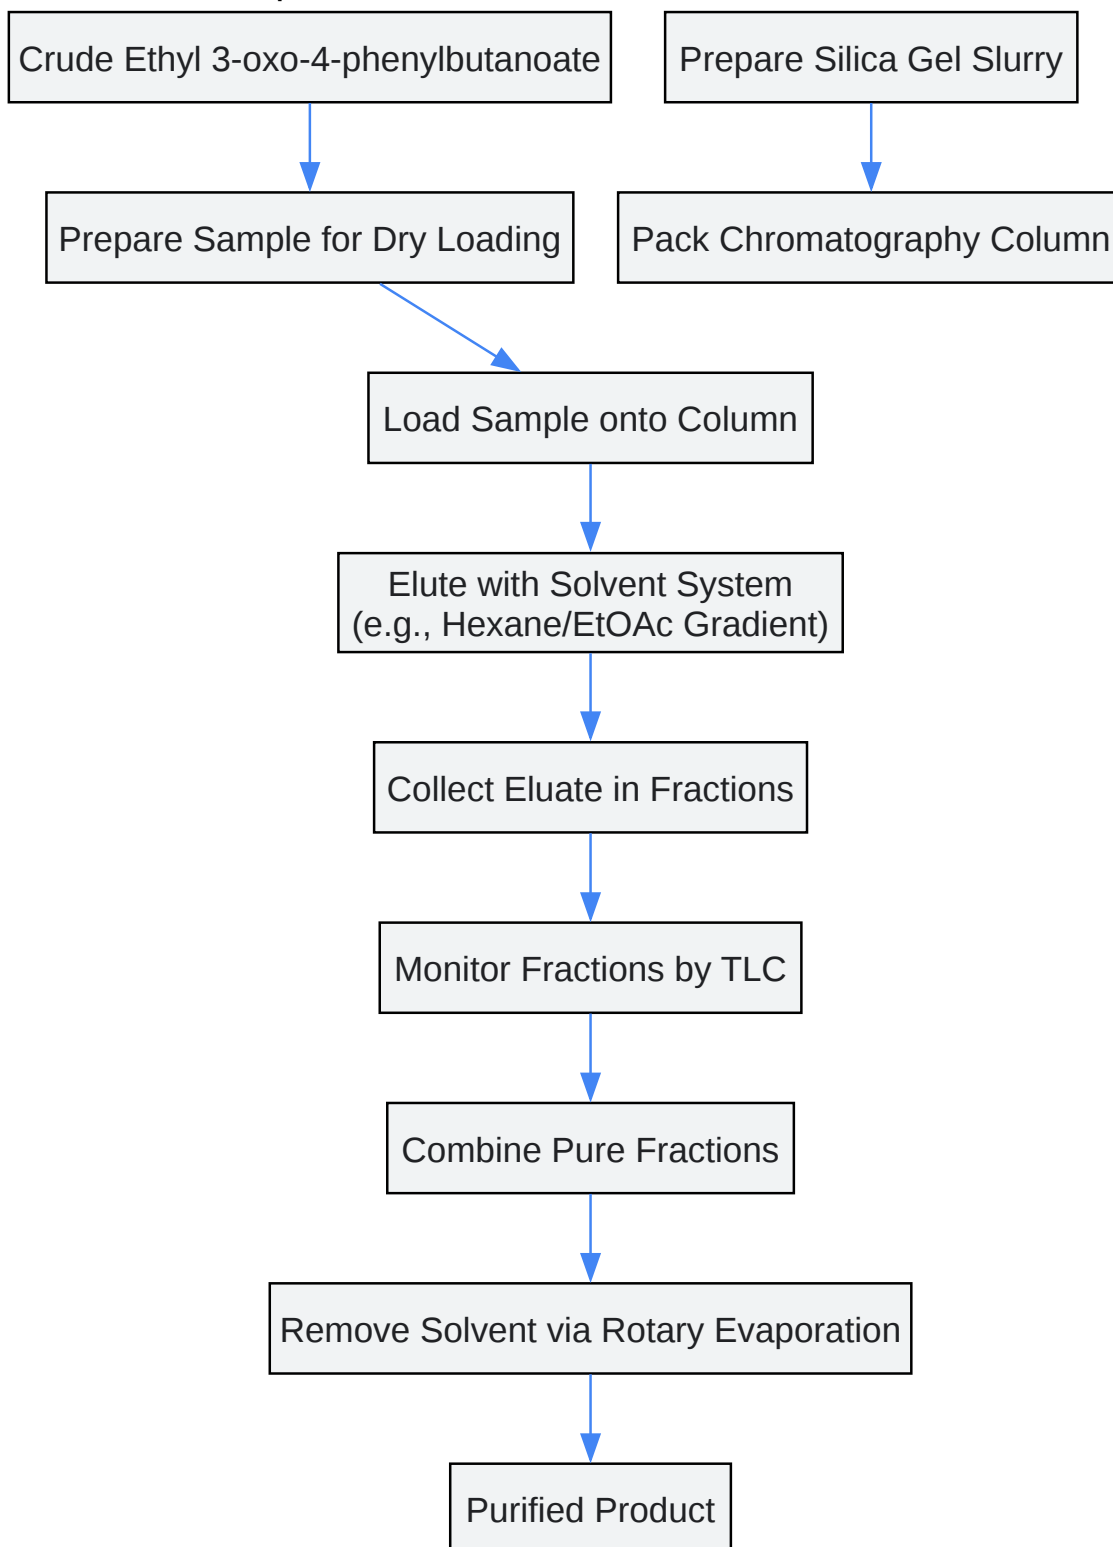 Crude Ethyl 3-oxo-4-phenylbutanoate
Prepare Silica Gel Slurry
Prepare Sample for Dry Loading
Pack Chromatography Column
Load Sample onto Column
Elute with Solvent System
(e.g., Hexane/EtOAc Gradient)
Collect Eluate in Fractions
Monitor Fractions by TLC
Combine Pure Fractions
Remove Solvent via Rotary Evaporation
Purified Product